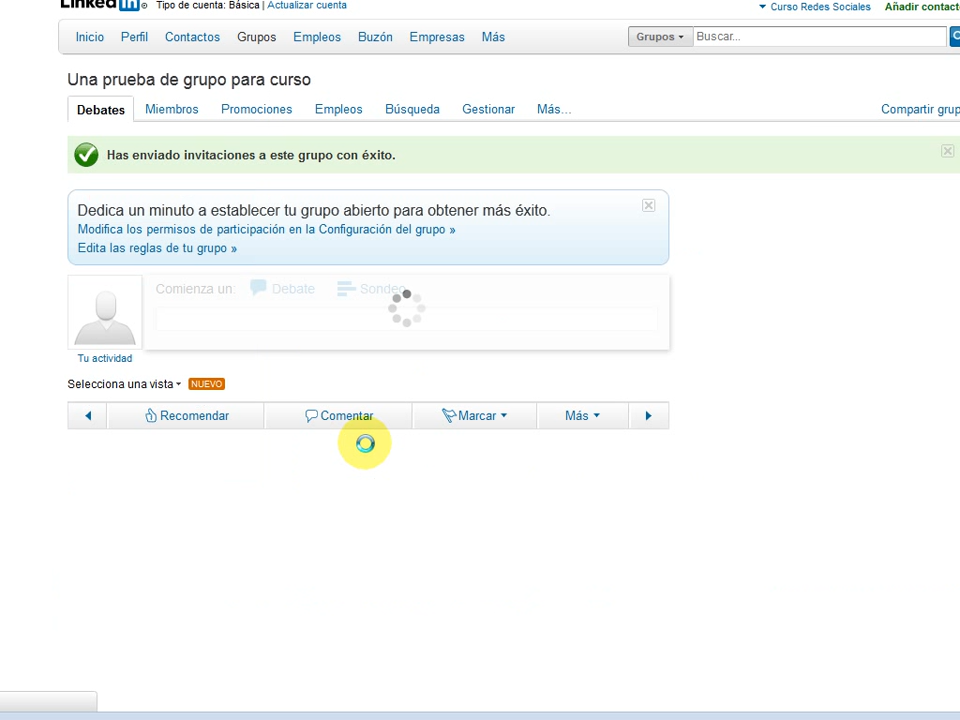 Linked in Tipo de cuenta: Básica | Actualizar cuenta Curso Redes Sociales Añadir contact
Inicio Perfil Contactos Grupos Empleos Buzón Empresas Más Grupos Buscar...
Una prueba de grupo para curso
Debates Miembros Promociones Empleos Búsqueda Gestionar Más... Compartir grup
Has enviado invitaciones a este grupo con éxito.
Dedica un minuto a establecer tu grupo abierto para obtener más éxito.
Modifica los permisos de participación en la Configuración del grupo »
Edita las reglas de tu grupo »
Comienza un: Debate Sondeo
Tu actividad
Selecciona una vista NUEVO
Recomendar Comentar Marcar Más